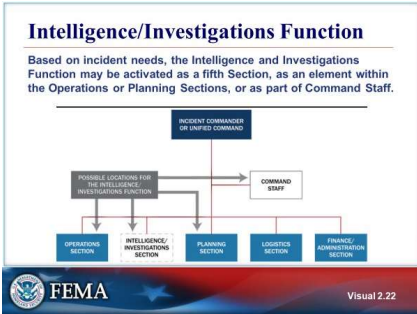 Intelligence/Investigations Function
Based on incident needs, the Intelligence and Investigations
Function may be activated as a fifth Section, as an element within
the Operations or Planning Sections, or as part of Command Staff.
INCIDENT COMMANDER
OR UNIFIED COMMAND
POSSIBLE LOCATIONS FOR
THE INTELLIGENCE/
INVESTIGATIONS FUNCTION
COMMAND
STAFF
OPERATIONS
SECTION
INTELLIGENCE/
INVESTIGATIONS
SECTION
PLANNING
SECTION
LOGISTICS
SECTION
FINANCE/
ADMINISTRATION
SECTION
FEMA
Visual 2.22